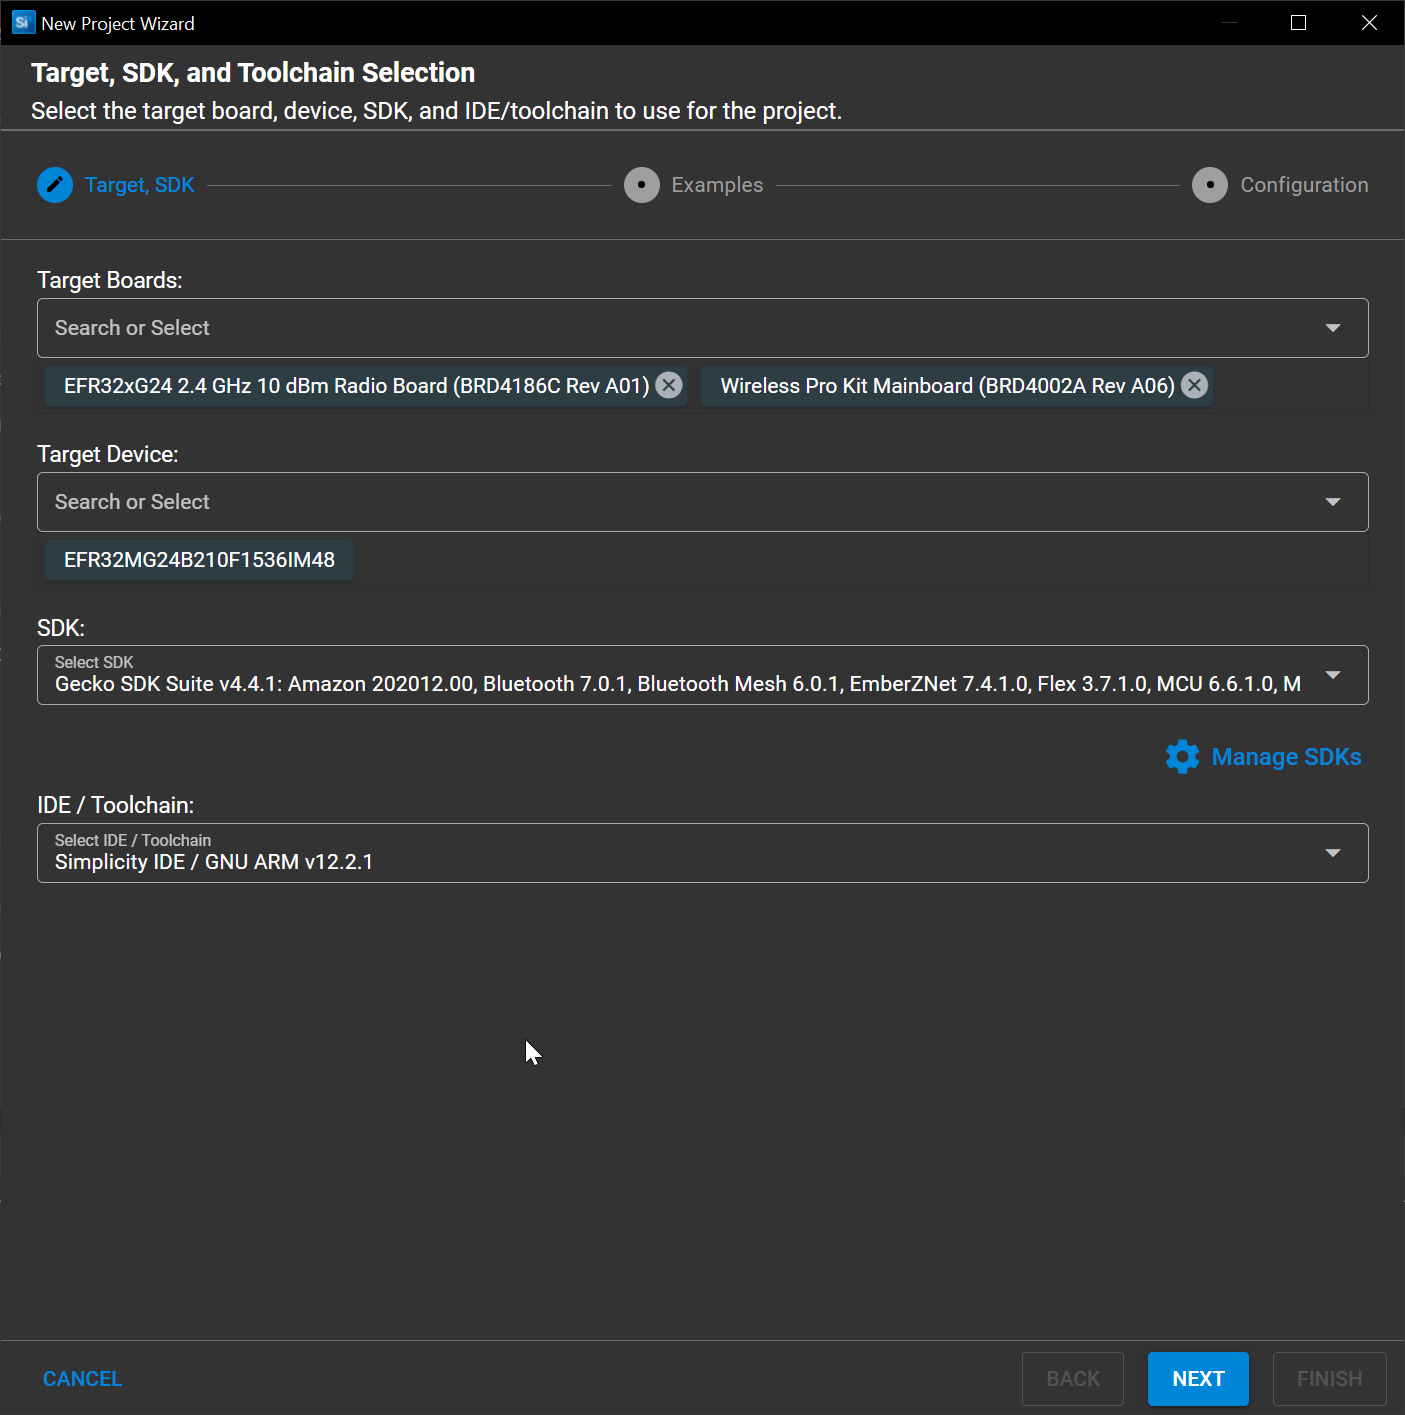 Si
New Project Wizard
Target, SDK, and Toolchain Selection
Select the target board, device, SDK, and IDE/toolchain to use for the project.
Target, SDK
Examples
Configuration
Target Boards:
Search or Select
EFR32xG24 2.4 GHz 10 dBm Radio Board (BRD4186C Rev A01)
Wireless Pro Kit Mainboard (BRD4002A Rev A06)
Target Device:
Search or Select
EFR32MG24B210F1536IM48
SDK:
Select SDK
Gecko SDK Suite v4.4.1: Amazon 202012.00, Bluetooth 7.0.1, Bluetooth Mesh 6.0.1, EmberZNet 7.4.1.0, Flex 3.7.1.0, MCU 6.6.1.0, M
Manage SDKs
IDE / Toolchain:
Select IDE / Toolchain
Simplicity IDE / GNU ARM v12.2.1
CANCEL
BACK
NEXT
FINISH